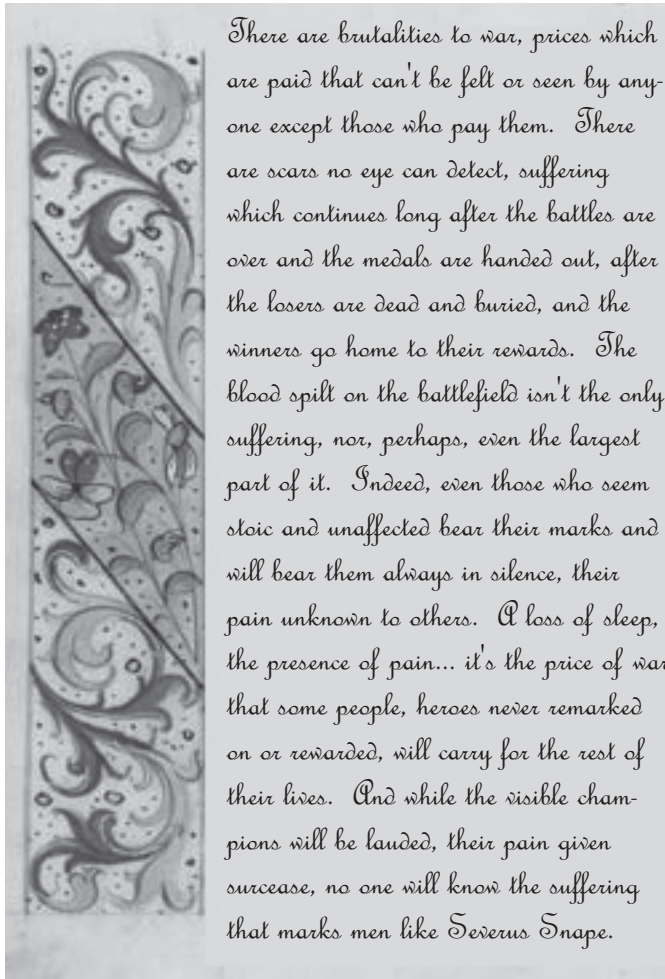 There are brutalities to war, prices which
are paid that can't be felt or seen by any-
one except those who pay them.  There
are scars no eye can detect, suffering
which continues long after the battles are
over and the medals are handed out, after
the losers are dead and buried, and the
winners go home to their rewards.  The
blood spilt on the battlefield isn't the only
suffering, nor, perhaps, even the largest
part of it.  Indeed, even those who seem
stoic and unaffected bear their marks and
will bear them always in silence, their
pain unknown to others.  A loss of sleep,
the presence of pain... it's the price of war
that some people, heroes never remarked
on or rewarded, will carry for the rest of
their lives.  And while the visible cham-
pions will be lauded, their pain given
surcease, no one will know the suffering
that marks men like Severus Snape.